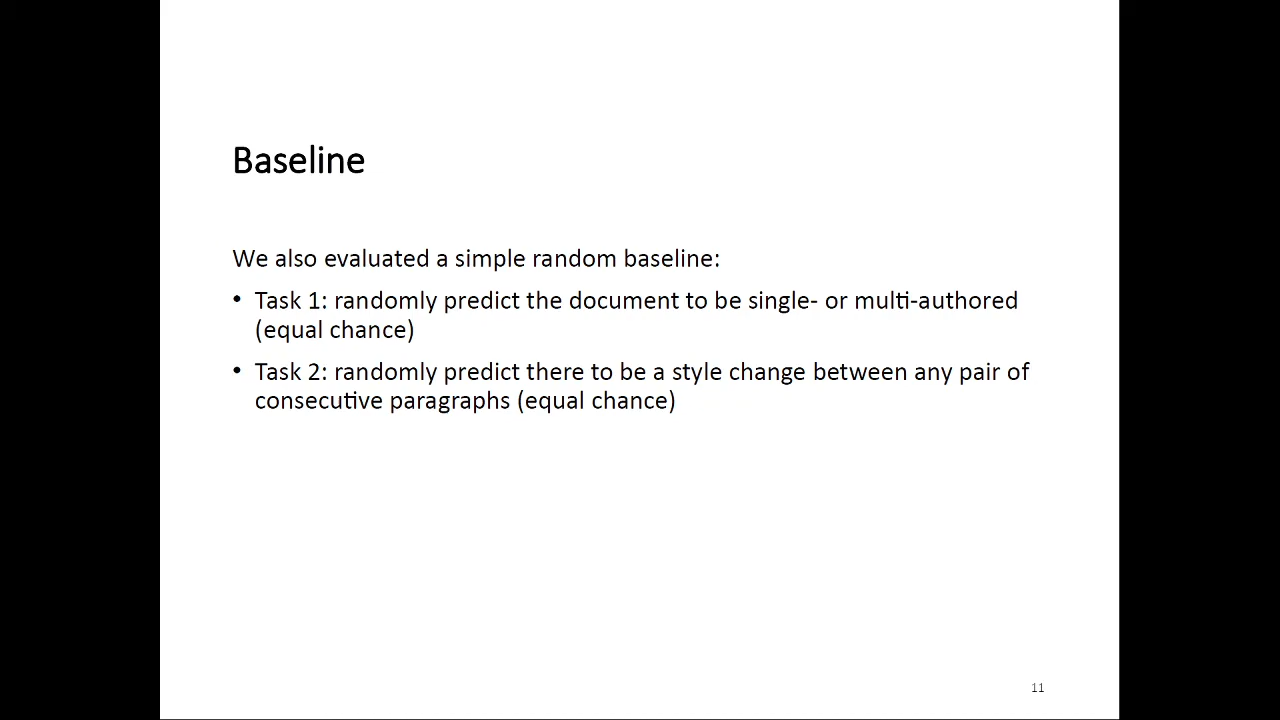 Baseline
We also evaluated a simple random baseline:
• Task 1: randomly predict the document to be single- or multi-authored
(equal chance)
• Task 2: randomly predict there to be a style change between any pair of
consecutive paragraphs (equal chance)
11